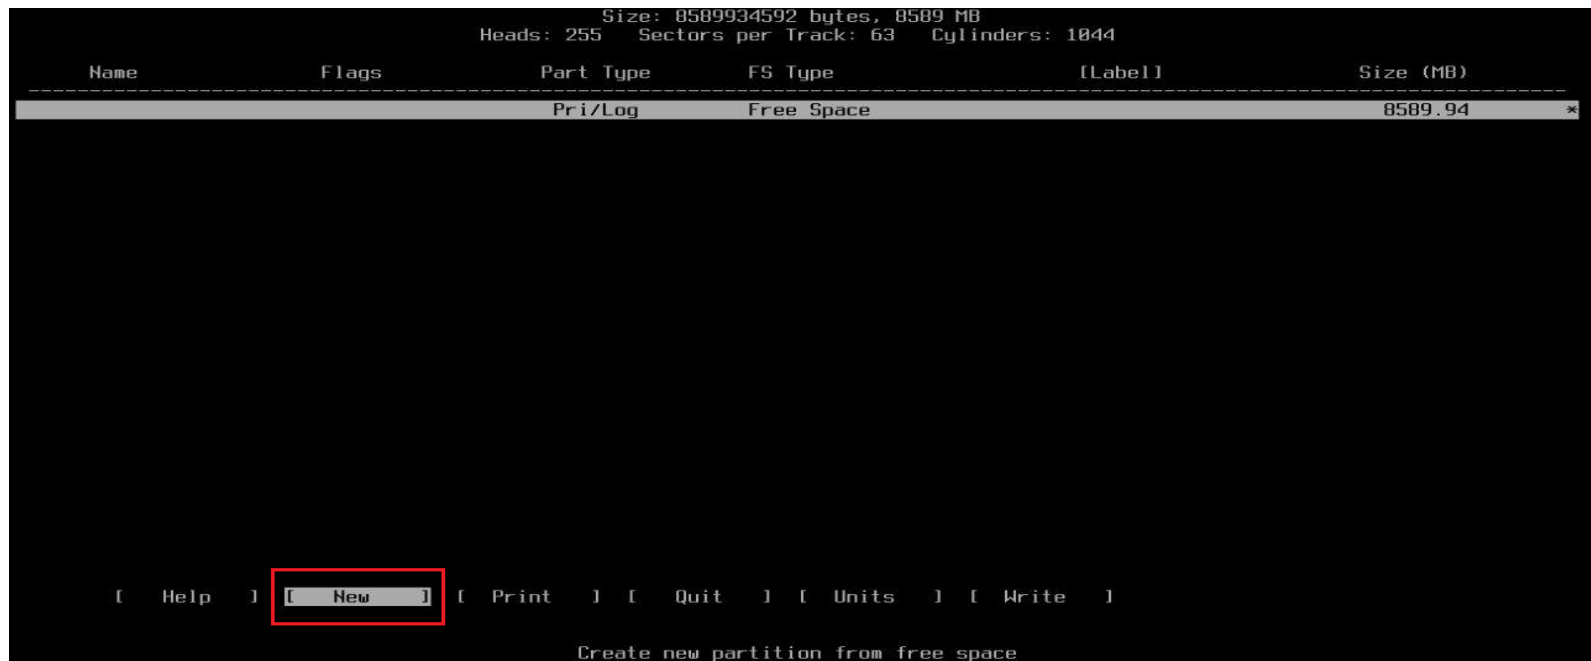 Size: 8589934592 bytes, 8589 MB
Heads: 255   Sectors per Track: 63   Cylinders: 1044
Name   Flags   Part Type   FS Type   [Label]   Size (MB)
Pri/Log   Free Space   8589.94   *
[ Help ] [ New ] [ Print ] [ Quit ] [ Units ] [ Write ]
Create new partition from free space